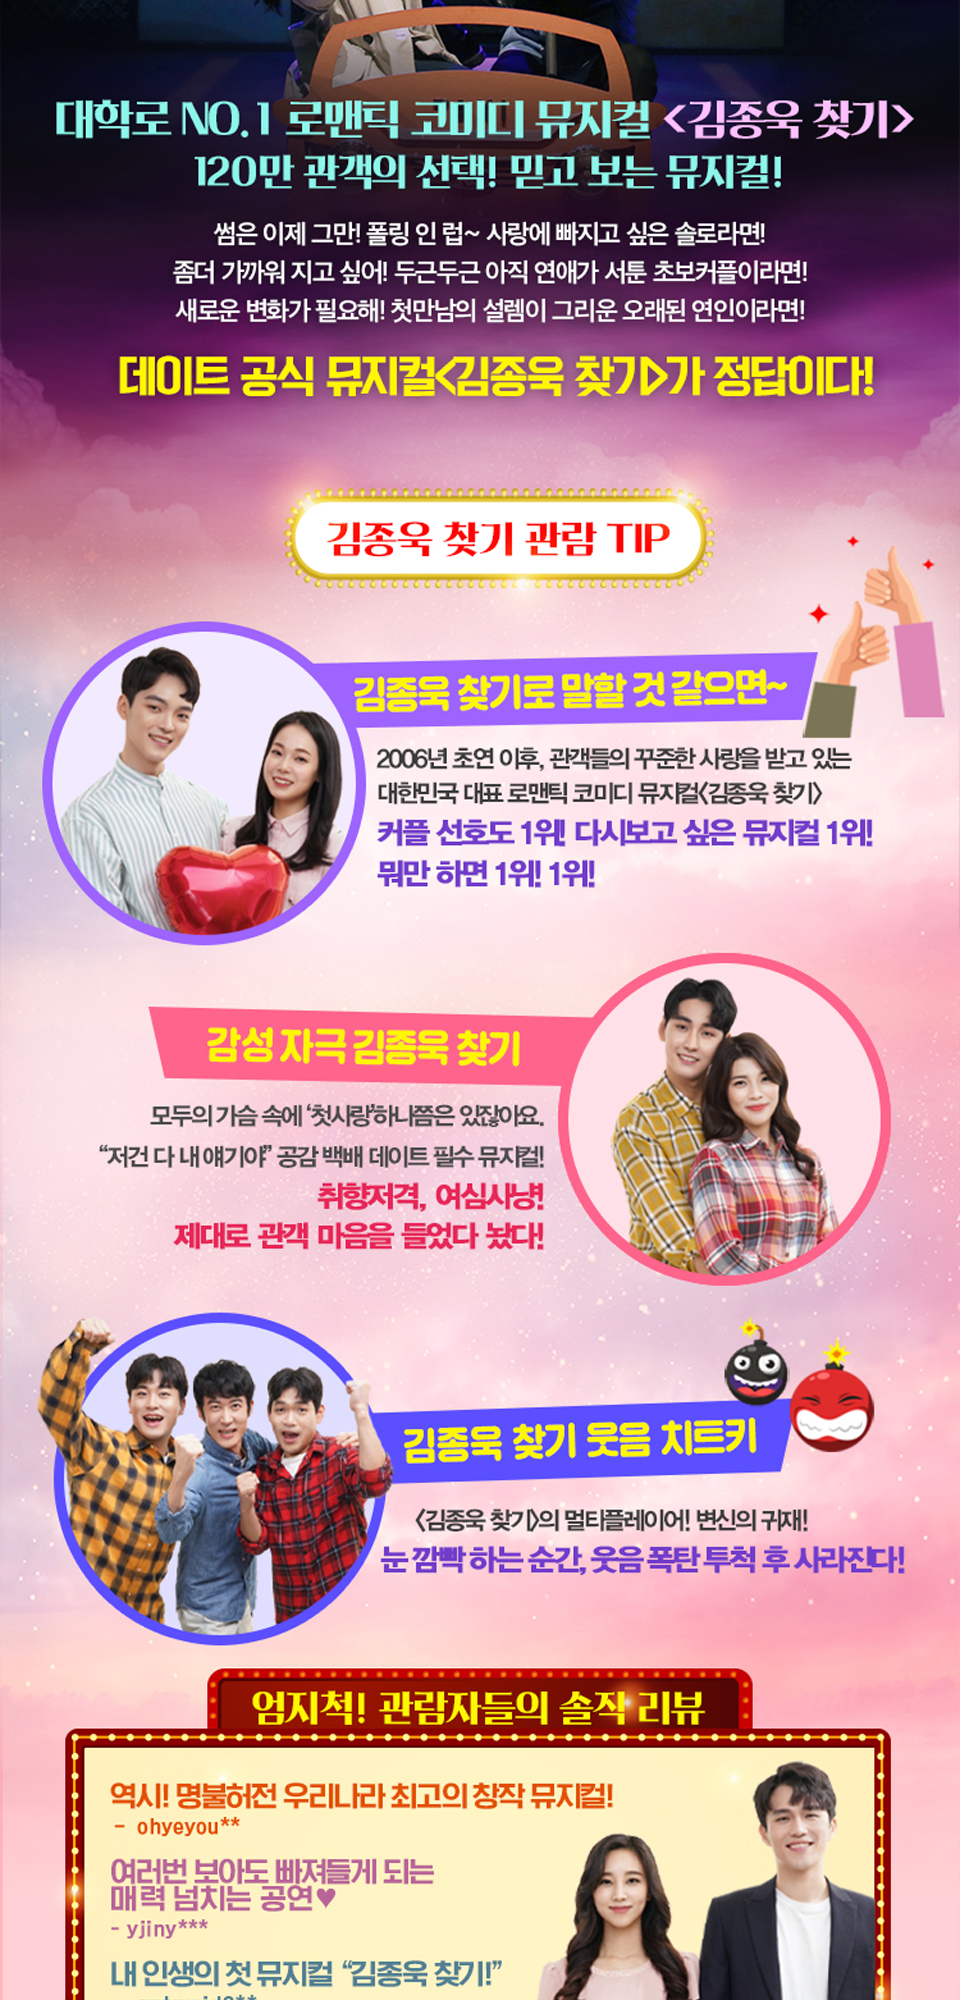 대학로 NO.1 로맨틱 코미디 뮤지컬 <김종욱 찾기>
120만 관객의 선택! 믿고 보는 뮤지컬!
썸은 이제 그만! 폴링 인 럽~ 사랑에 빠지고 싶은 솔로라면!
좀더 가까워 지고 싶어! 두근두근 아직 연애가 서툰 초보커플이라면!
새로운 변화가 필요해! 첫만남의 설렘이 그리운 오래된 연인이라면!
데이트 공식 뮤지컬<김종욱 찾기>가 정답이다!
김종욱 찾기 관람 TIP
김종욱 찾기로 말할 것 같으면~
2006년 초연 이후, 관객들의 꾸준한 사랑을 받고 있는
대한민국 대표 로맨틱 코미디 뮤지컬<김종욱 찾기>
커플 선호도 1위! 다시보고 싶은 뮤지컬 1위!
뭐만 하면 1위! 1위!
감성 자극 김종욱 찾기
모두의 가슴 속에 ‘첫사랑’하나쯤은 있잖아요.
“저건 다 내 얘기야” 공감 백배 데이트 필수 뮤지컬!
취향저격, 여심사냥!
제대로 관객 마음을 들었다 놨다!
김종욱 찾기 웃음 치트키
<김종욱 찾기>의 멀티플레이어! 변신의 귀재!
눈 깜빡 하는 순간, 웃음 폭탄 투척 후 사라진다!
엄지척! 관람자들의 솔직 리뷰
역시! 명불허전 우리나라 최고의 창작 뮤지컬!
- ohyeyou**
여러번 보아도 빠져들게 되는
매력 넘치는 공연♥
- yjiny***
내 인생의 첫 뮤지컬 “김종욱 찾기!”